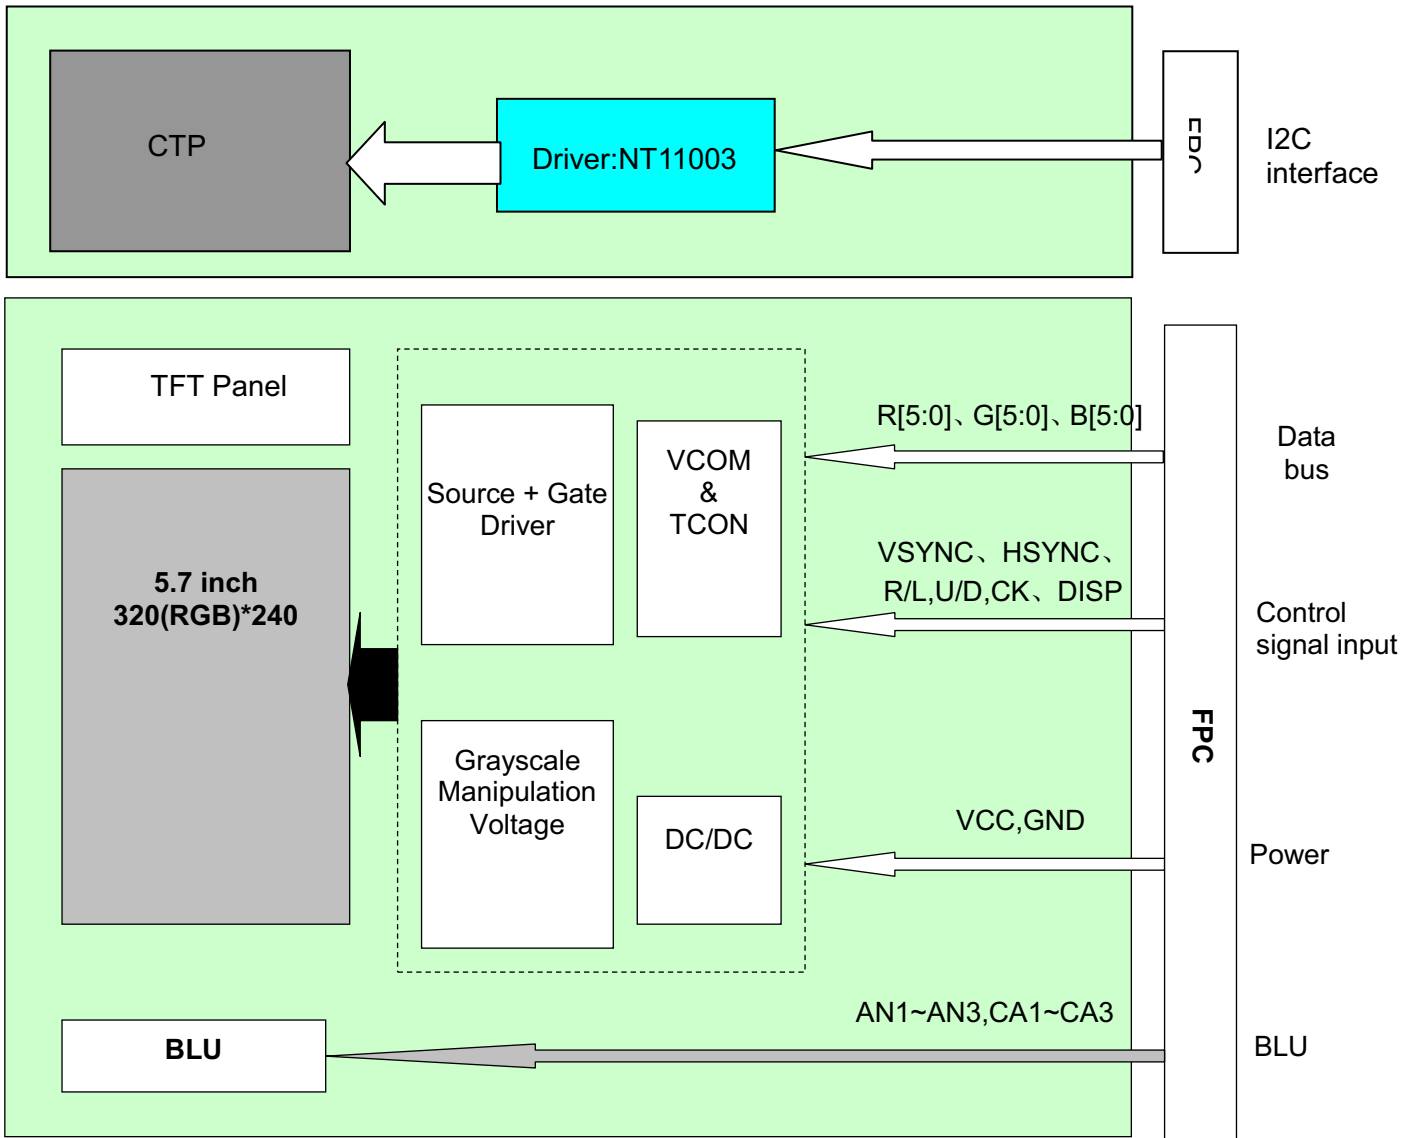 CTP
Driver:NT11003
I2C
interface
TFT Panel
R[5:0]、G[5:0]、B[5:0]
Data
bus
Source + Gate
Driver
VCOM
&
TCON
VSYNC、HSYNC、
R/L,U/D,CK、DISP
5.7 inch
320(RGB)*240
Control
signal input
FPC
Grayscale
Manipulation
Voltage
DC/DC
VCC,GND
Power
AN1~AN3,CA1~CA3
BLU
BLU